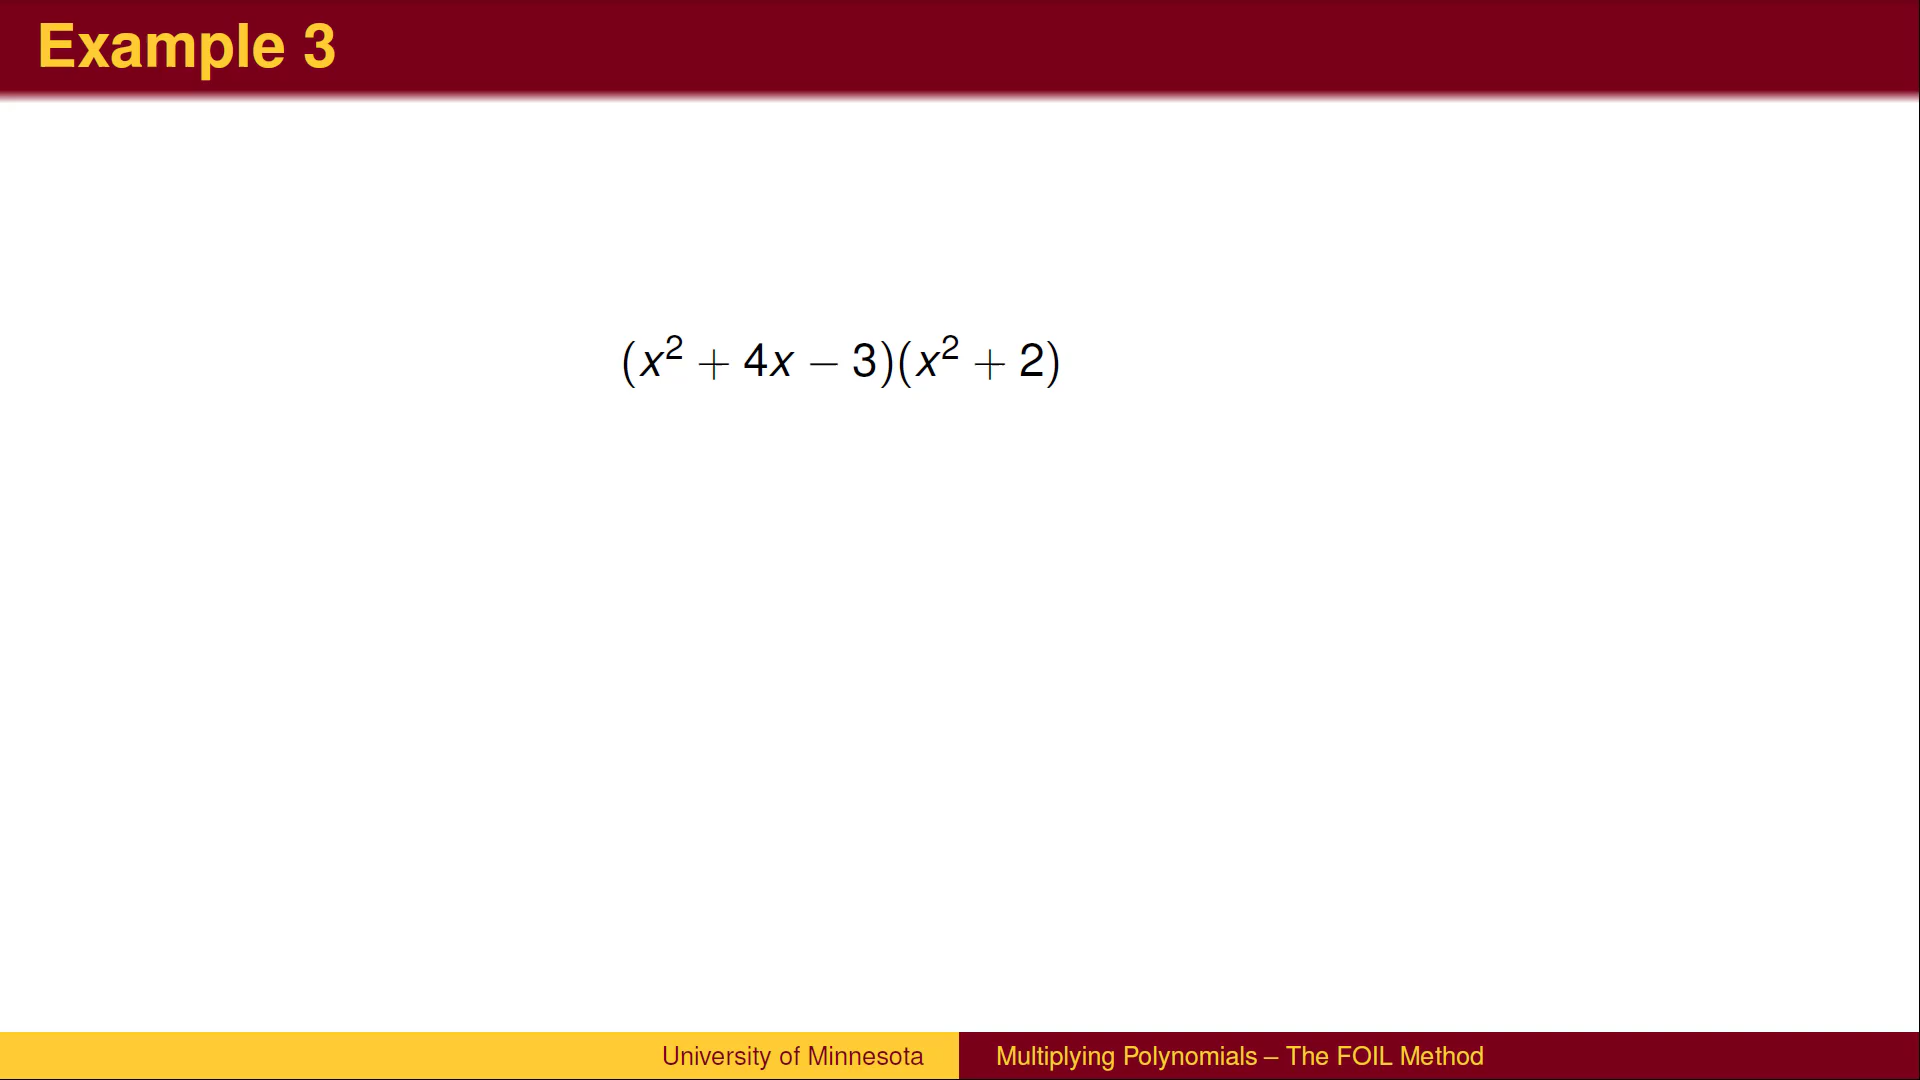 Example 3
(x² + 4x − 3)(x² + 2)
University of Minnesota
Multiplying Polynomials – The FOIL Method